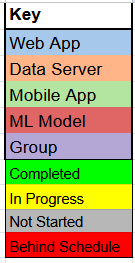 Key
Web App
Data Server
Mobile App
ML Model
Group
Completed
In Progress
Not Started
Behind Schedule